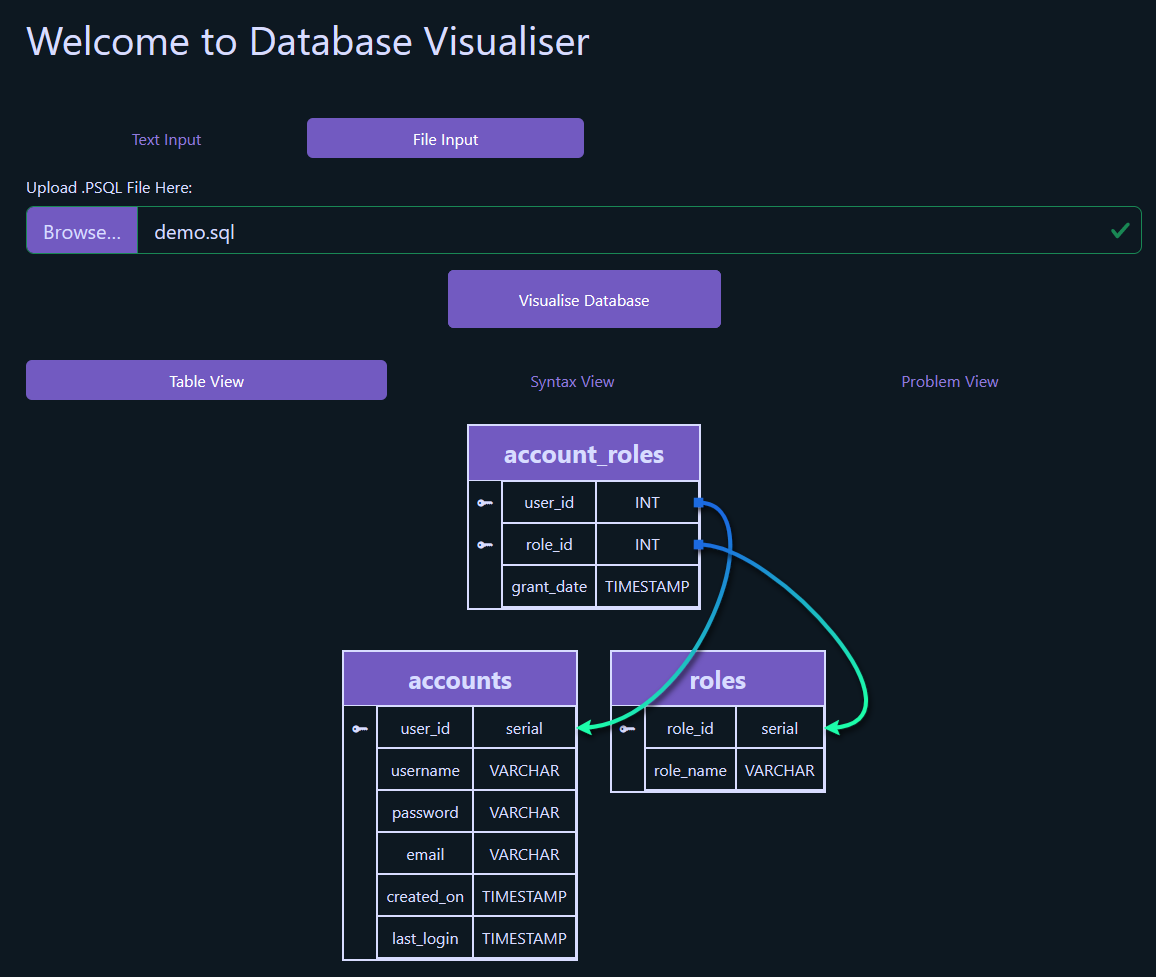 Welcome to Database Visualiser
Text Input
File Input
Upload .PSQL File Here:
Browse... demo.sql
Visualise Database
Table View
Syntax View
Problem View
account_roles
user_id INT
role_id INT
grant_date TIMESTAMP
accounts
user_id serial
username VARCHAR
password VARCHAR
email VARCHAR
created_on TIMESTAMP
last_login TIMESTAMP
roles
role_id serial
role_name VARCHAR